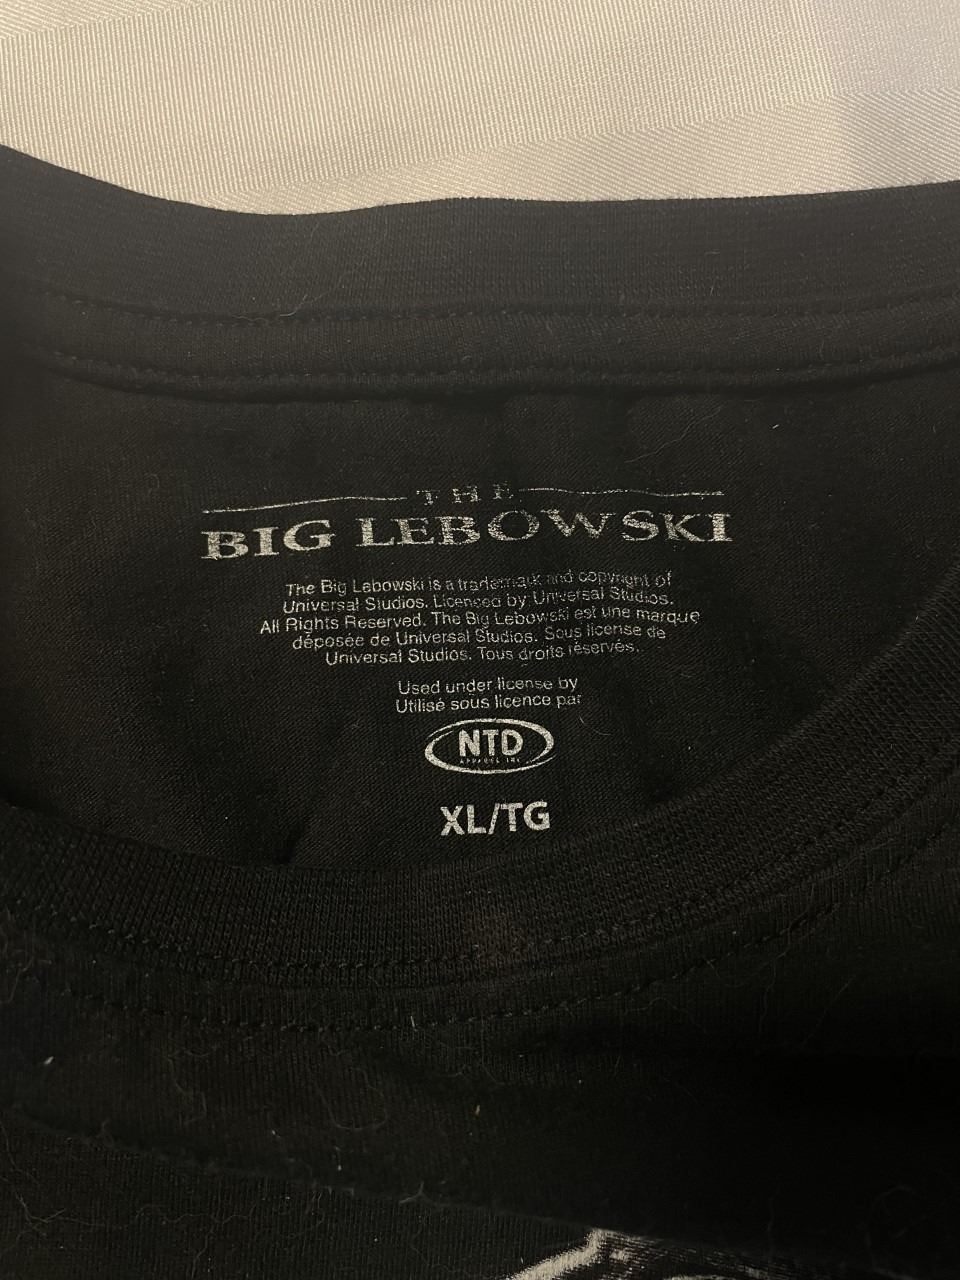 THE
BIG LEBOWSKI
The Big Lebowski is a trademark and copyright of
Universal Studios. Licensed by Universal Studios.
All Rights Reserved. The Big Lebowski est une marque
déposée de Universal Studios. Sous license de
Universal Studios. Tous droits réservés.
Used under license by
Utilisé sous licence par
NTD
APPAREL INC
XL/TG